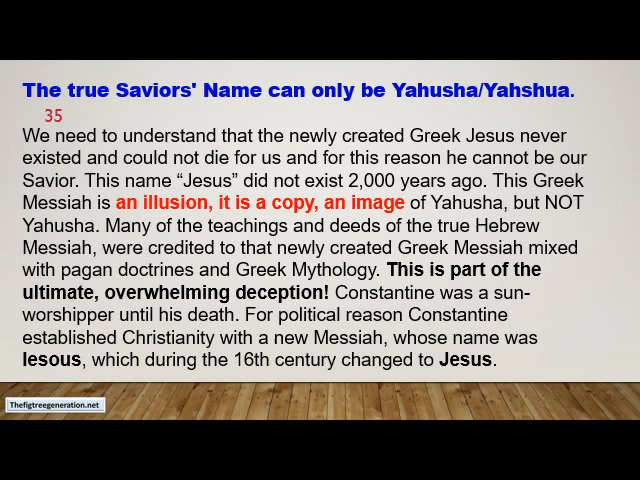 The true Saviors' Name can only be Yahusha/Yahshua.
35
We need to understand that the newly created Greek Jesus never
existed and could not die for us and for this reason he cannot be our
Savior. This name “Jesus” did not exist 2,000 years ago. This Greek
Messiah is an illusion, it is a copy, an image of Yahusha, but NOT
Yahusha. Many of the teachings and deeds of the true Hebrew
Messiah, were credited to that newly created Greek Messiah mixed
with pagan doctrines and Greek Mythology. This is part of the
ultimate, overwhelming deception! Constantine was a sun-
worshipper until his death. For political reason Constantine
established Christianity with a new Messiah, whose name was
Iesous, which during the 16th century changed to Jesus.
Thefigtreegeneration.net